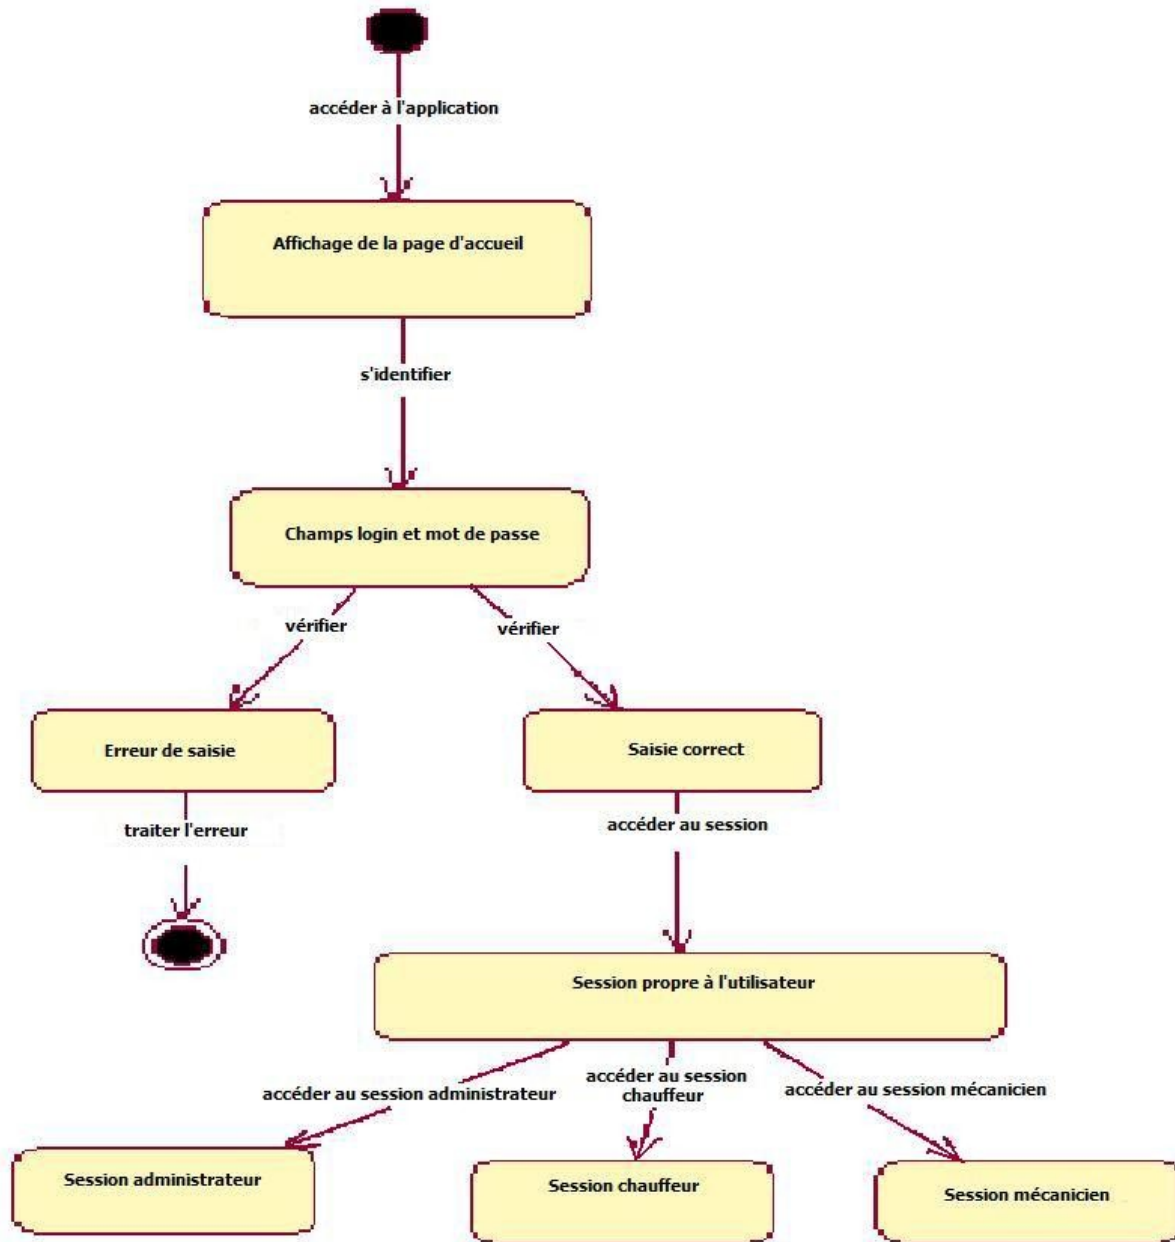 accéder à l'application
Affichage de la page d'accueil
s'identifier
Champs login et mot de passe
vérifier
vérifier
Erreur de saisie
Saisie correct
traiter l'erreur
accéder au session
Session propre à l'utilisateur
accéder au session administrateur
accéder au session
chauffeur
accéder au session mécanicien
Session administrateur
Session chauffeur
Session mécanicien